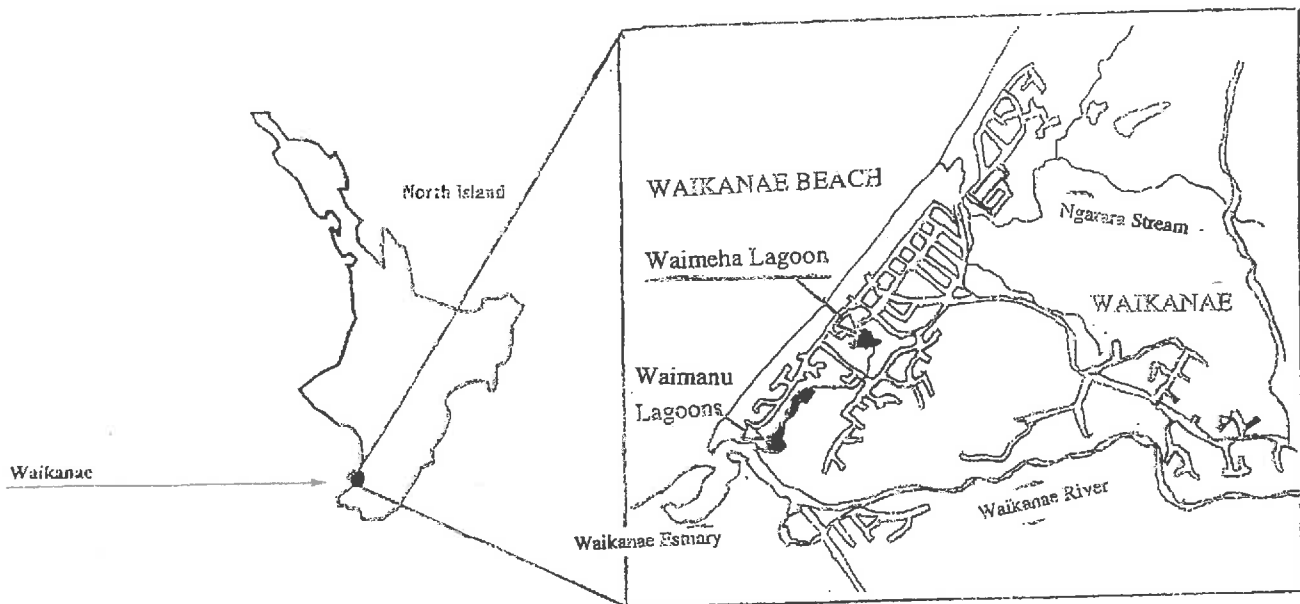 North Island
Waikanae
WAIKANAE BEACH
Waimeha Lagoon
Waimanu
Lagoons
Ngarara Stream
WAIKANAE
Waikanae River
Waikanae Estuary